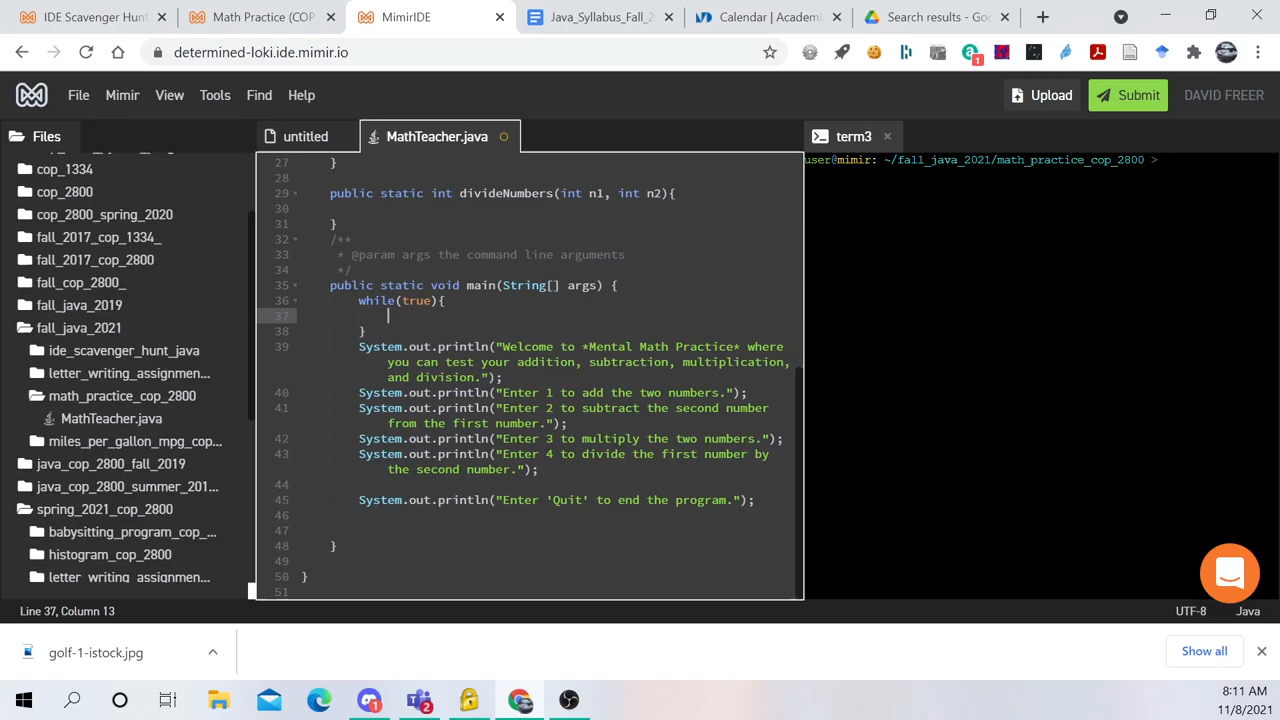 IDE Scavenger Hunt
Math Practice (COP
MimirIDE
Java_Syllabus_Fall_2
Calendar | Academi
Search results - Goo
determined-loki.ide.mimir.io
1
File Mimir View Tools Find Help
Upload
Submit
DAVID FREER
Files
untitled
MathTeacher.java
term3
cop_1334
cop_2800
cop_2800_spring_2020
fall_2017_cop_1334_
fall_2017_cop_2800
fall_cop_2800_
fall_java_2019
fall_java_2021
ide_scavenger_hunt_java
letter_writing_assignmen...
math_practice_cop_2800
MathTeacher.java
miles_per_gallon_mpg_cop...
java_cop_2800_fall_2019
java_cop_2800_summer_201...
spring_2021_cop_2800
babysitting_program_cop_...
histogram_cop_2800
letter_writing_assignmen...
27 }
28
29 public static int divideNumbers(int n1, int n2){
30
31 }
32 /**
33 * @param args the command line arguments
34 */
35 public static void main(String[] args) {
36 while(true){
37
38 }
39 System.out.println("Welcome to *Mental Math Practice* where
you can test your addition, subtraction, multiplication,
and division.");
40 System.out.println("Enter 1 to add the two numbers.");
41 System.out.println("Enter 2 to subtract the second number
from the first number.");
42 System.out.println("Enter 3 to multiply the two numbers.");
43 System.out.println("Enter 4 to divide the first number by
the second number.");
44
45 System.out.println("Enter 'Quit' to end the program.");
46
47
48 }
49
50 }
51
user@mimir: ~/fall_java_2021/math_practice_cop_2800 >
Line 37, Column 13
UTF-8
Java
golf-1-istock.jpg
Show all
1
2
8:11 AM
11/8/2021